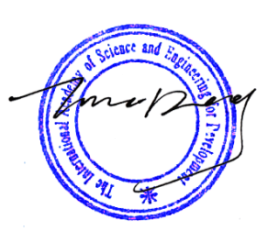 The International Academy of Science and Engineering for Development